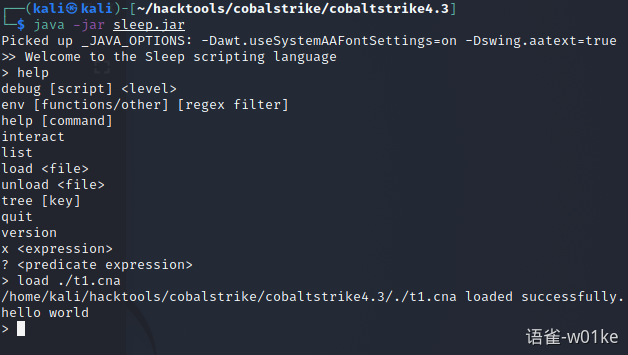 ┌──(kali㉿kali)-[~/hacktools/cobalstrike/cobaltstrike4.3]
└─$ java -jar sleep.jar
Picked up _JAVA_OPTIONS: -Dawt.useSystemAAFontSettings=on -Dswing.aatext=true
>> Welcome to the Sleep scripting language
> help
debug [script] <level>
env [functions/other] [regex filter]
help [command]
interact
list
load <file>
unload <file>
tree [key]
quit
version
x <expression>
? <predicate expression>
> load ./t1.cna
/home/kali/hacktools/cobalstrike/cobaltstrike4.3/./t1.cna loaded successfully.
hello world
>
语雀-w01ke